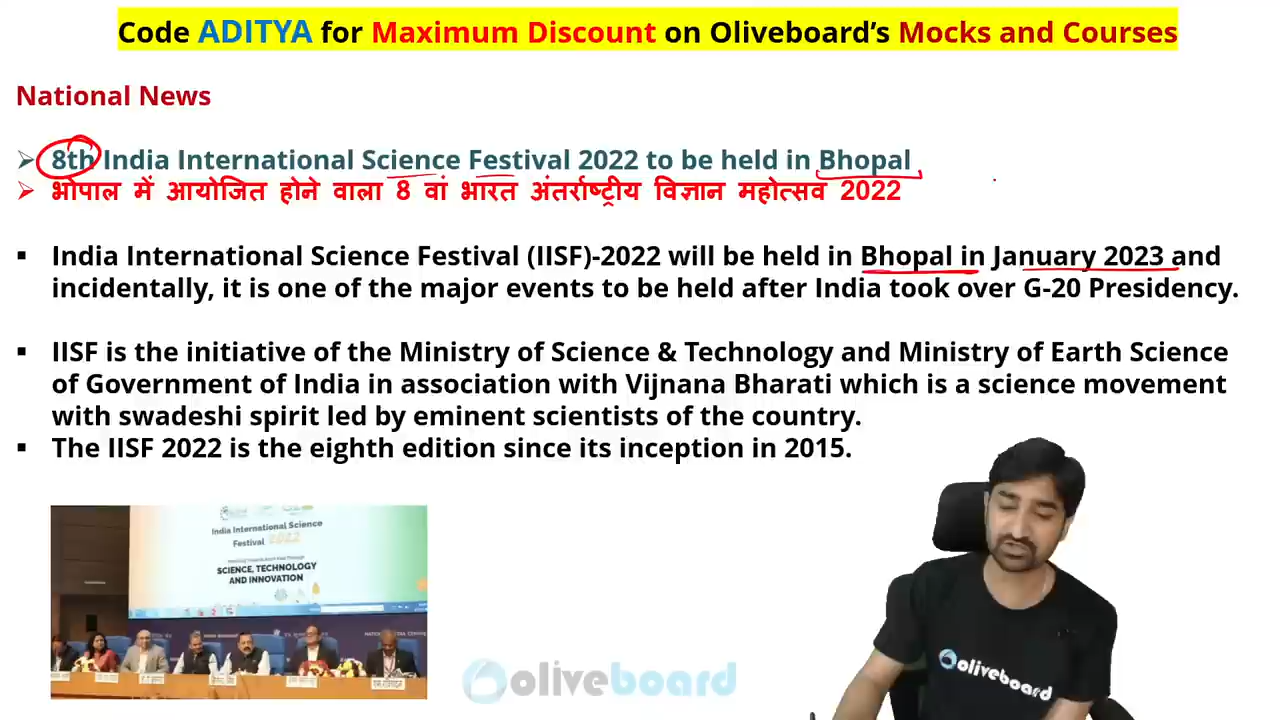 Code ADITYA for Maximum Discount on Oliveboard's Mocks and Courses
National News
➢ 8th India International Science Festival 2022 to be held in Bhopal
➢ भोपाल में आयोजित होने वाला 8 वां भारत अंतर्राष्ट्रीय विज्ञान महोत्सव 2022
▪ India International Science Festival (IISF)-2022 will be held in Bhopal in January 2023 and
incidentally, it is one of the major events to be held after India took over G-20 Presidency.
▪ IISF is the initiative of the Ministry of Science & Technology and Ministry of Earth Science
of Government of India in association with Vijnana Bharati which is a science movement
with swadeshi spirit led by eminent scientists of the country.
▪ The IISF 2022 is the eighth edition since its inception in 2015.
India International Science
Festival 2022
SCIENCE, TECHNOLOGY
AND INNOVATION
oliveboard
oliveboard